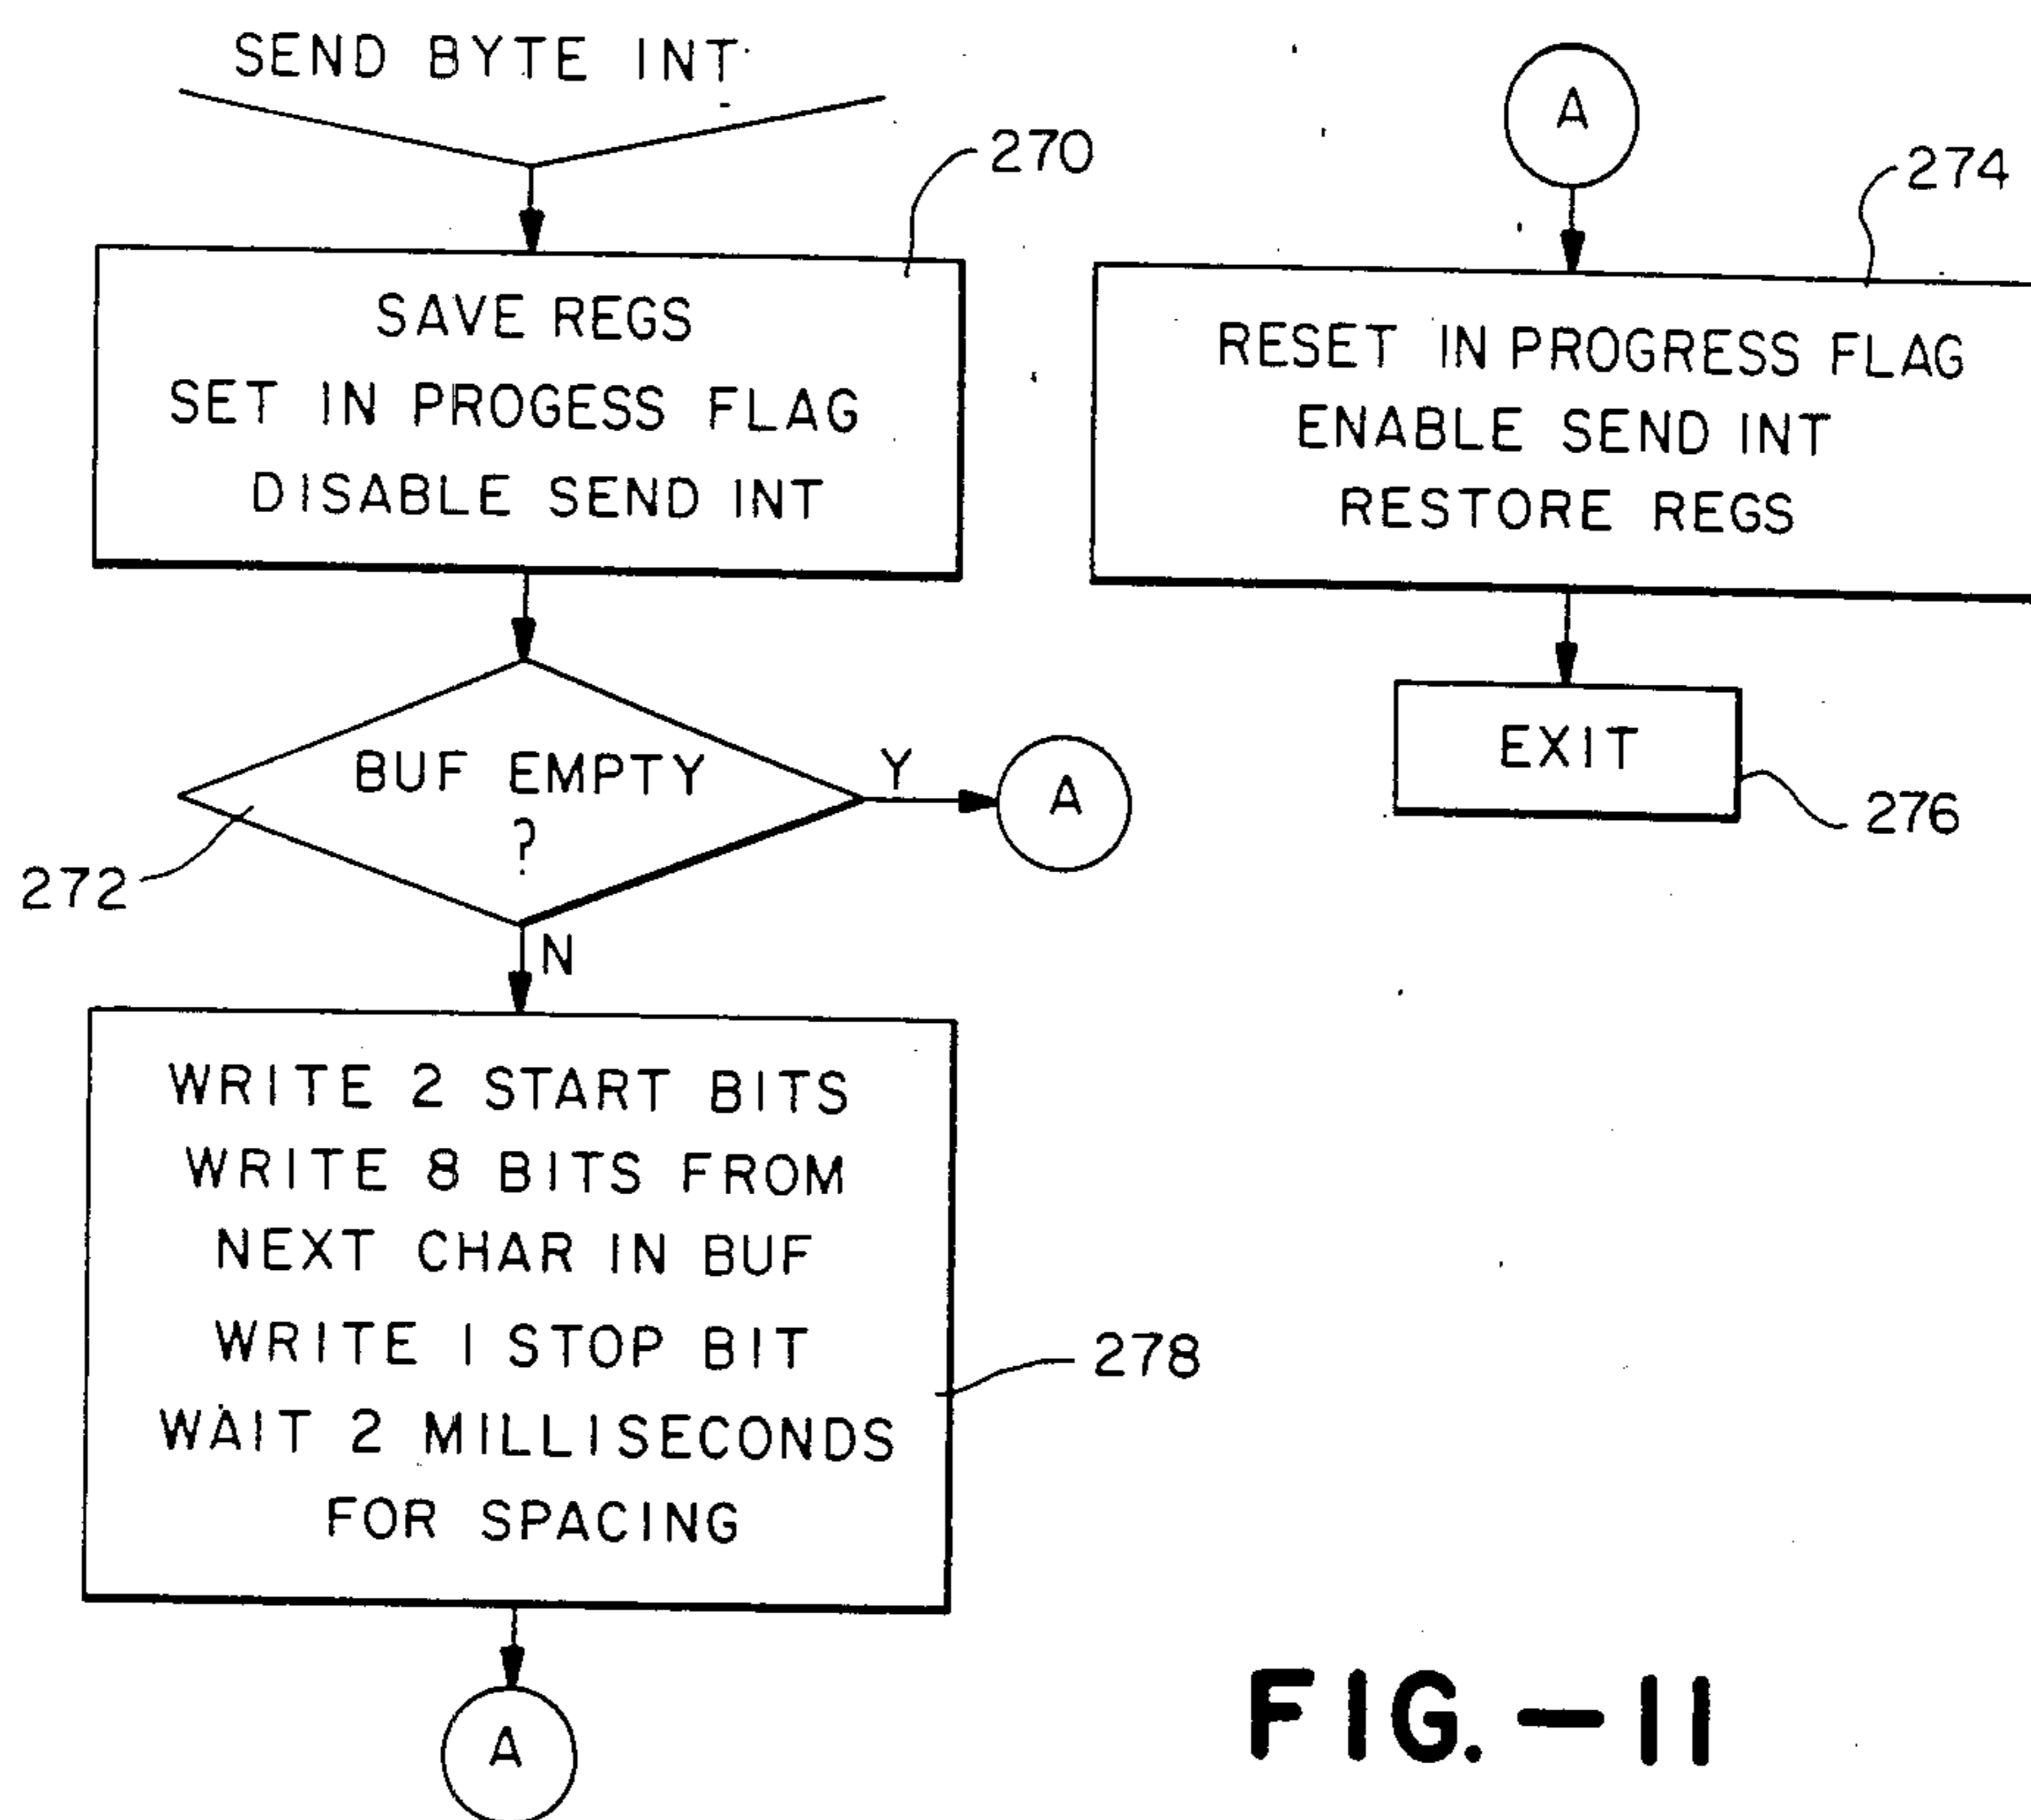 SEND BYTE INT
270
SAVE REGS
SET IN PROGESS FLAG
DISABLE SEND INT
BUF EMPTY
?
Y
A
272
N
WRITE 2 START BITS
WRITE 8 BITS FROM
NEXT CHAR IN BUF
WRITE 1 STOP BIT
WAIT 2 MILLISECONDS
FOR SPACING
278
A
A
274
RESET IN PROGRESS FLAG
ENABLE SEND INT
RESTORE REGS
EXIT
276
FIG.-11